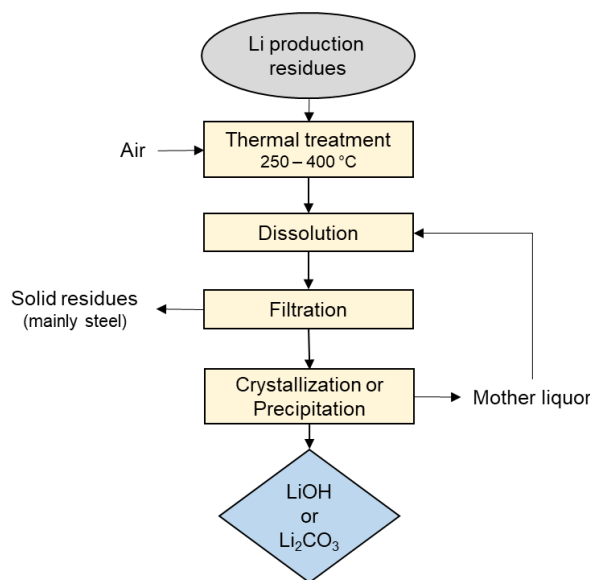 Li production
residues
Air
Thermal treatment
250 – 400 °C
Dissolution
Solid residues
(mainly steel)
Filtration
Crystallization or
Precipitation
Mother liquor
LiOH
or
Li₂CO₃